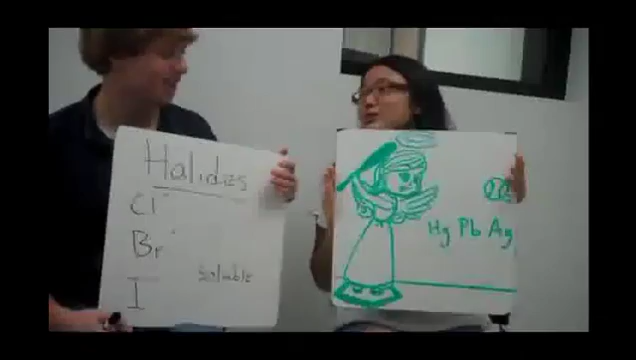 Halides
Cl⁻
Br⁻
I
soluble
Hg Pb Ag